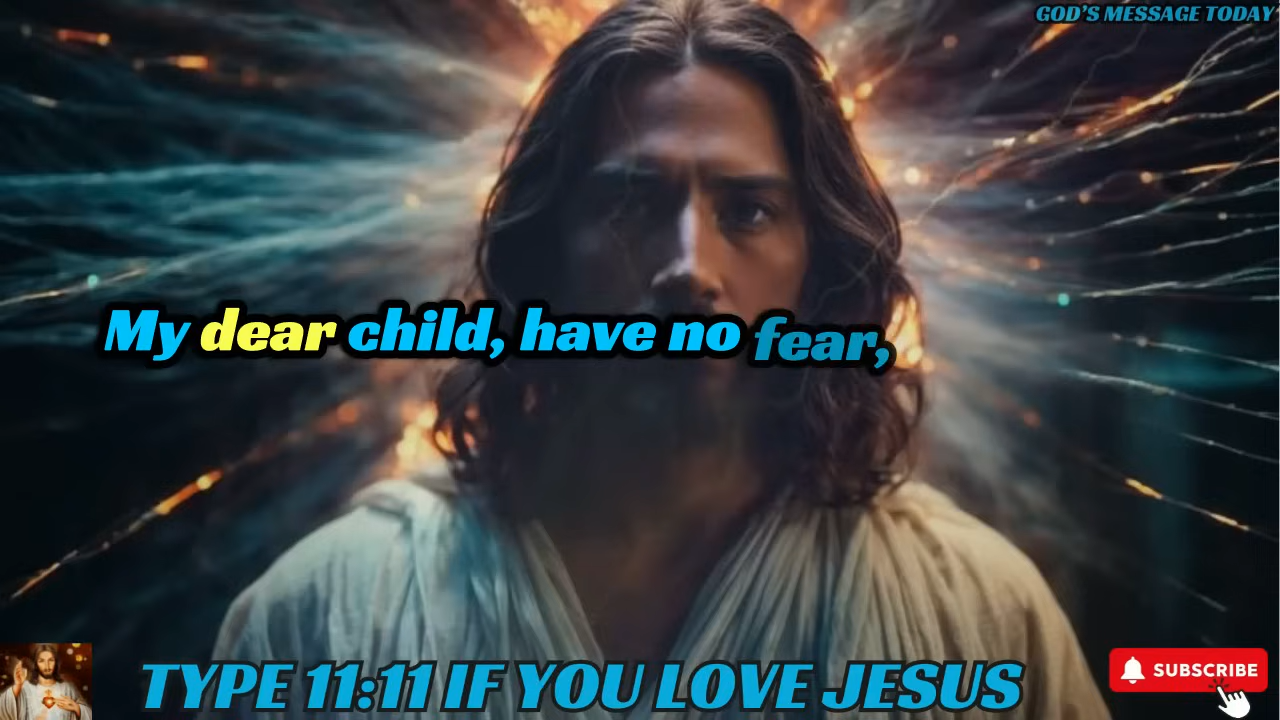 GOD'S MESSAGE TODAY
My dear child, have no fear,
TYPE 11:11 IF YOU LOVE JESUS
SUBSCRIBE